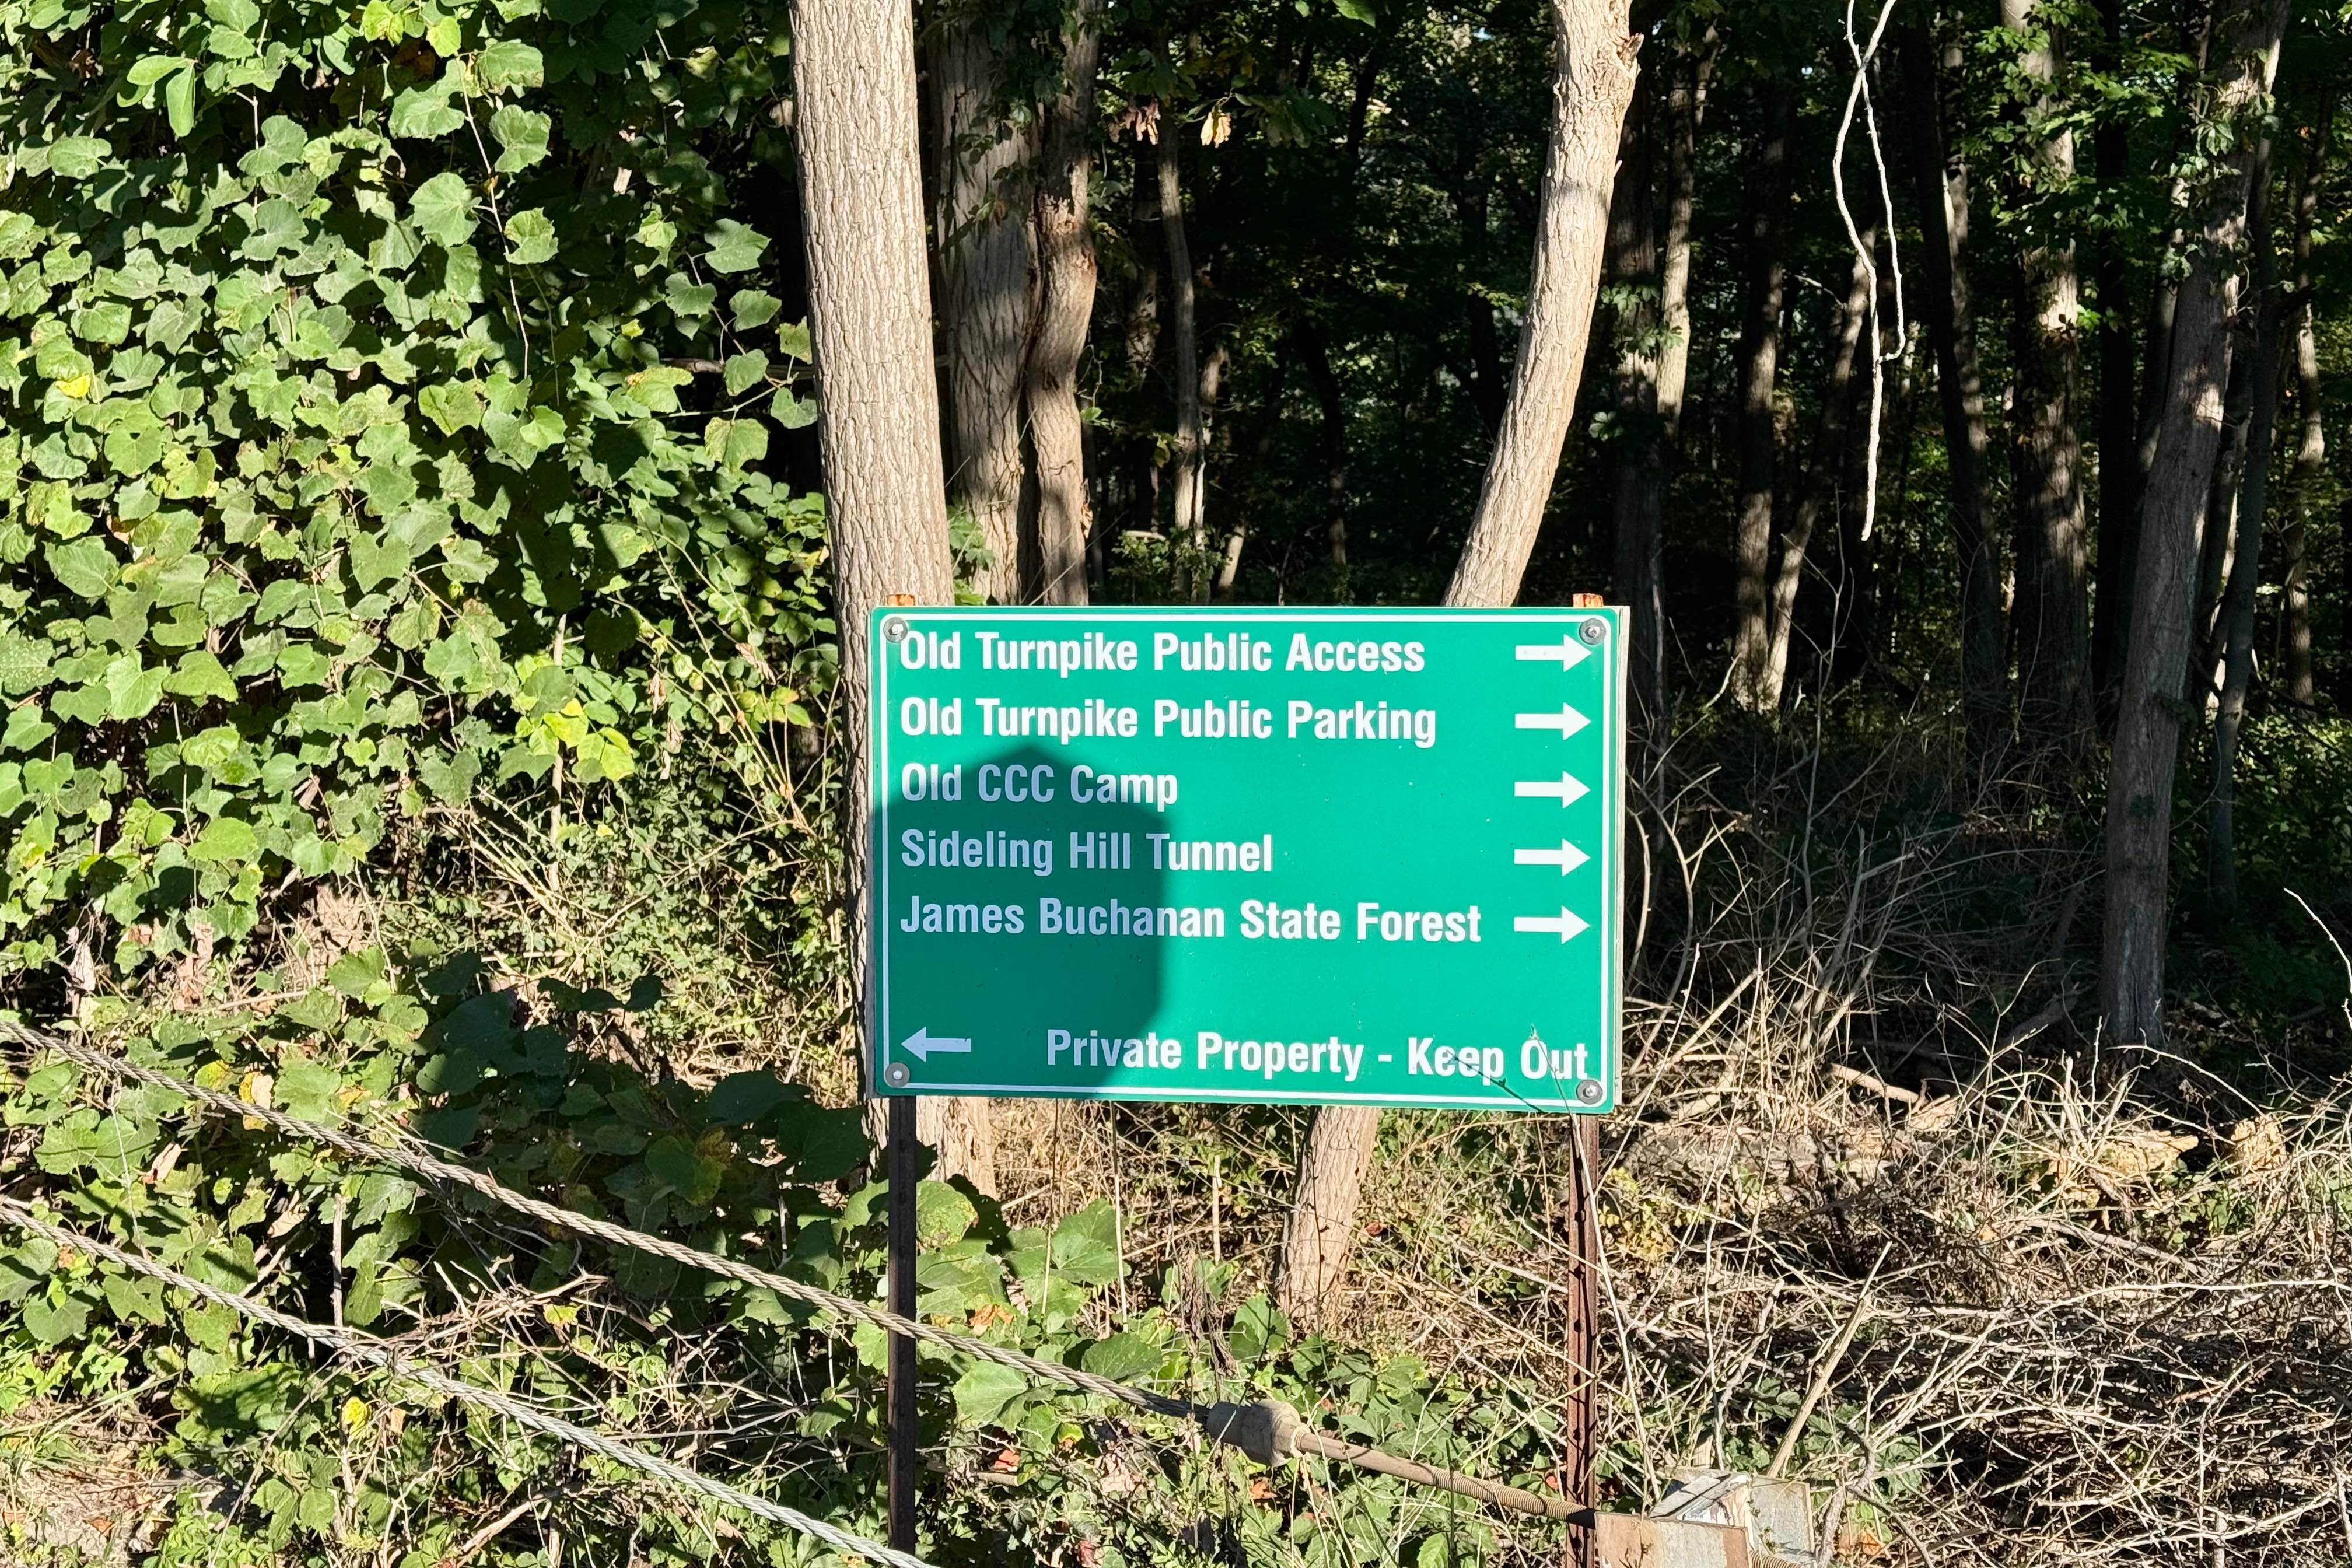 Old Turnpike Public Access →
Old Turnpike Public Parking →
Old CCC Camp →
Sideling Hill Tunnel →
James Buchanan State Forest →
← Private Property - Keep Out